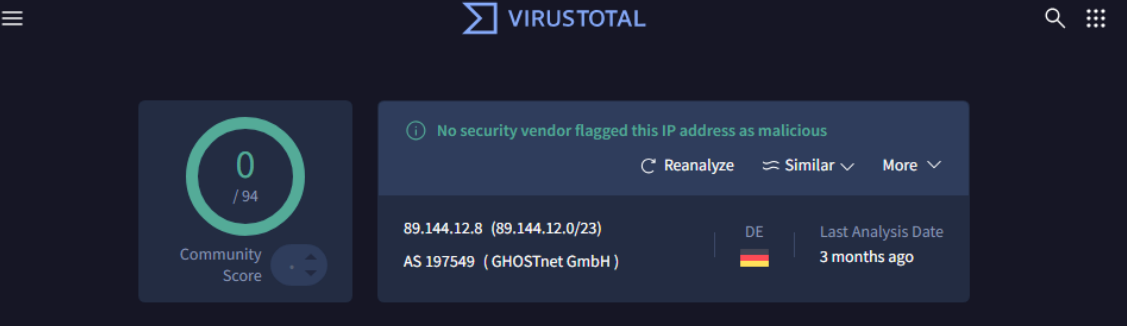 VIRUSTOTAL
0
/ 94
Community
Score
No security vendor flagged this IP address as malicious
Reanalyze Similar More
89.144.12.8 (89.144.12.0/23)
AS 197549 ( GHOSTnet GmbH )
DE
Last Analysis Date
3 months ago